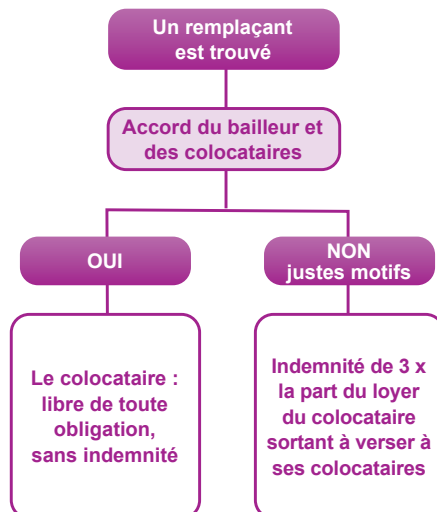 Un remplaçant
est trouvé
Accord du bailleur et
des colocataires
OUI
NON
justes motifs
Le colocataire :
libre de toute
obligation,
sans indemnité
Indemnité de 3 x
la part du loyer
du colocataire
sortant à verser à
ses colocataires